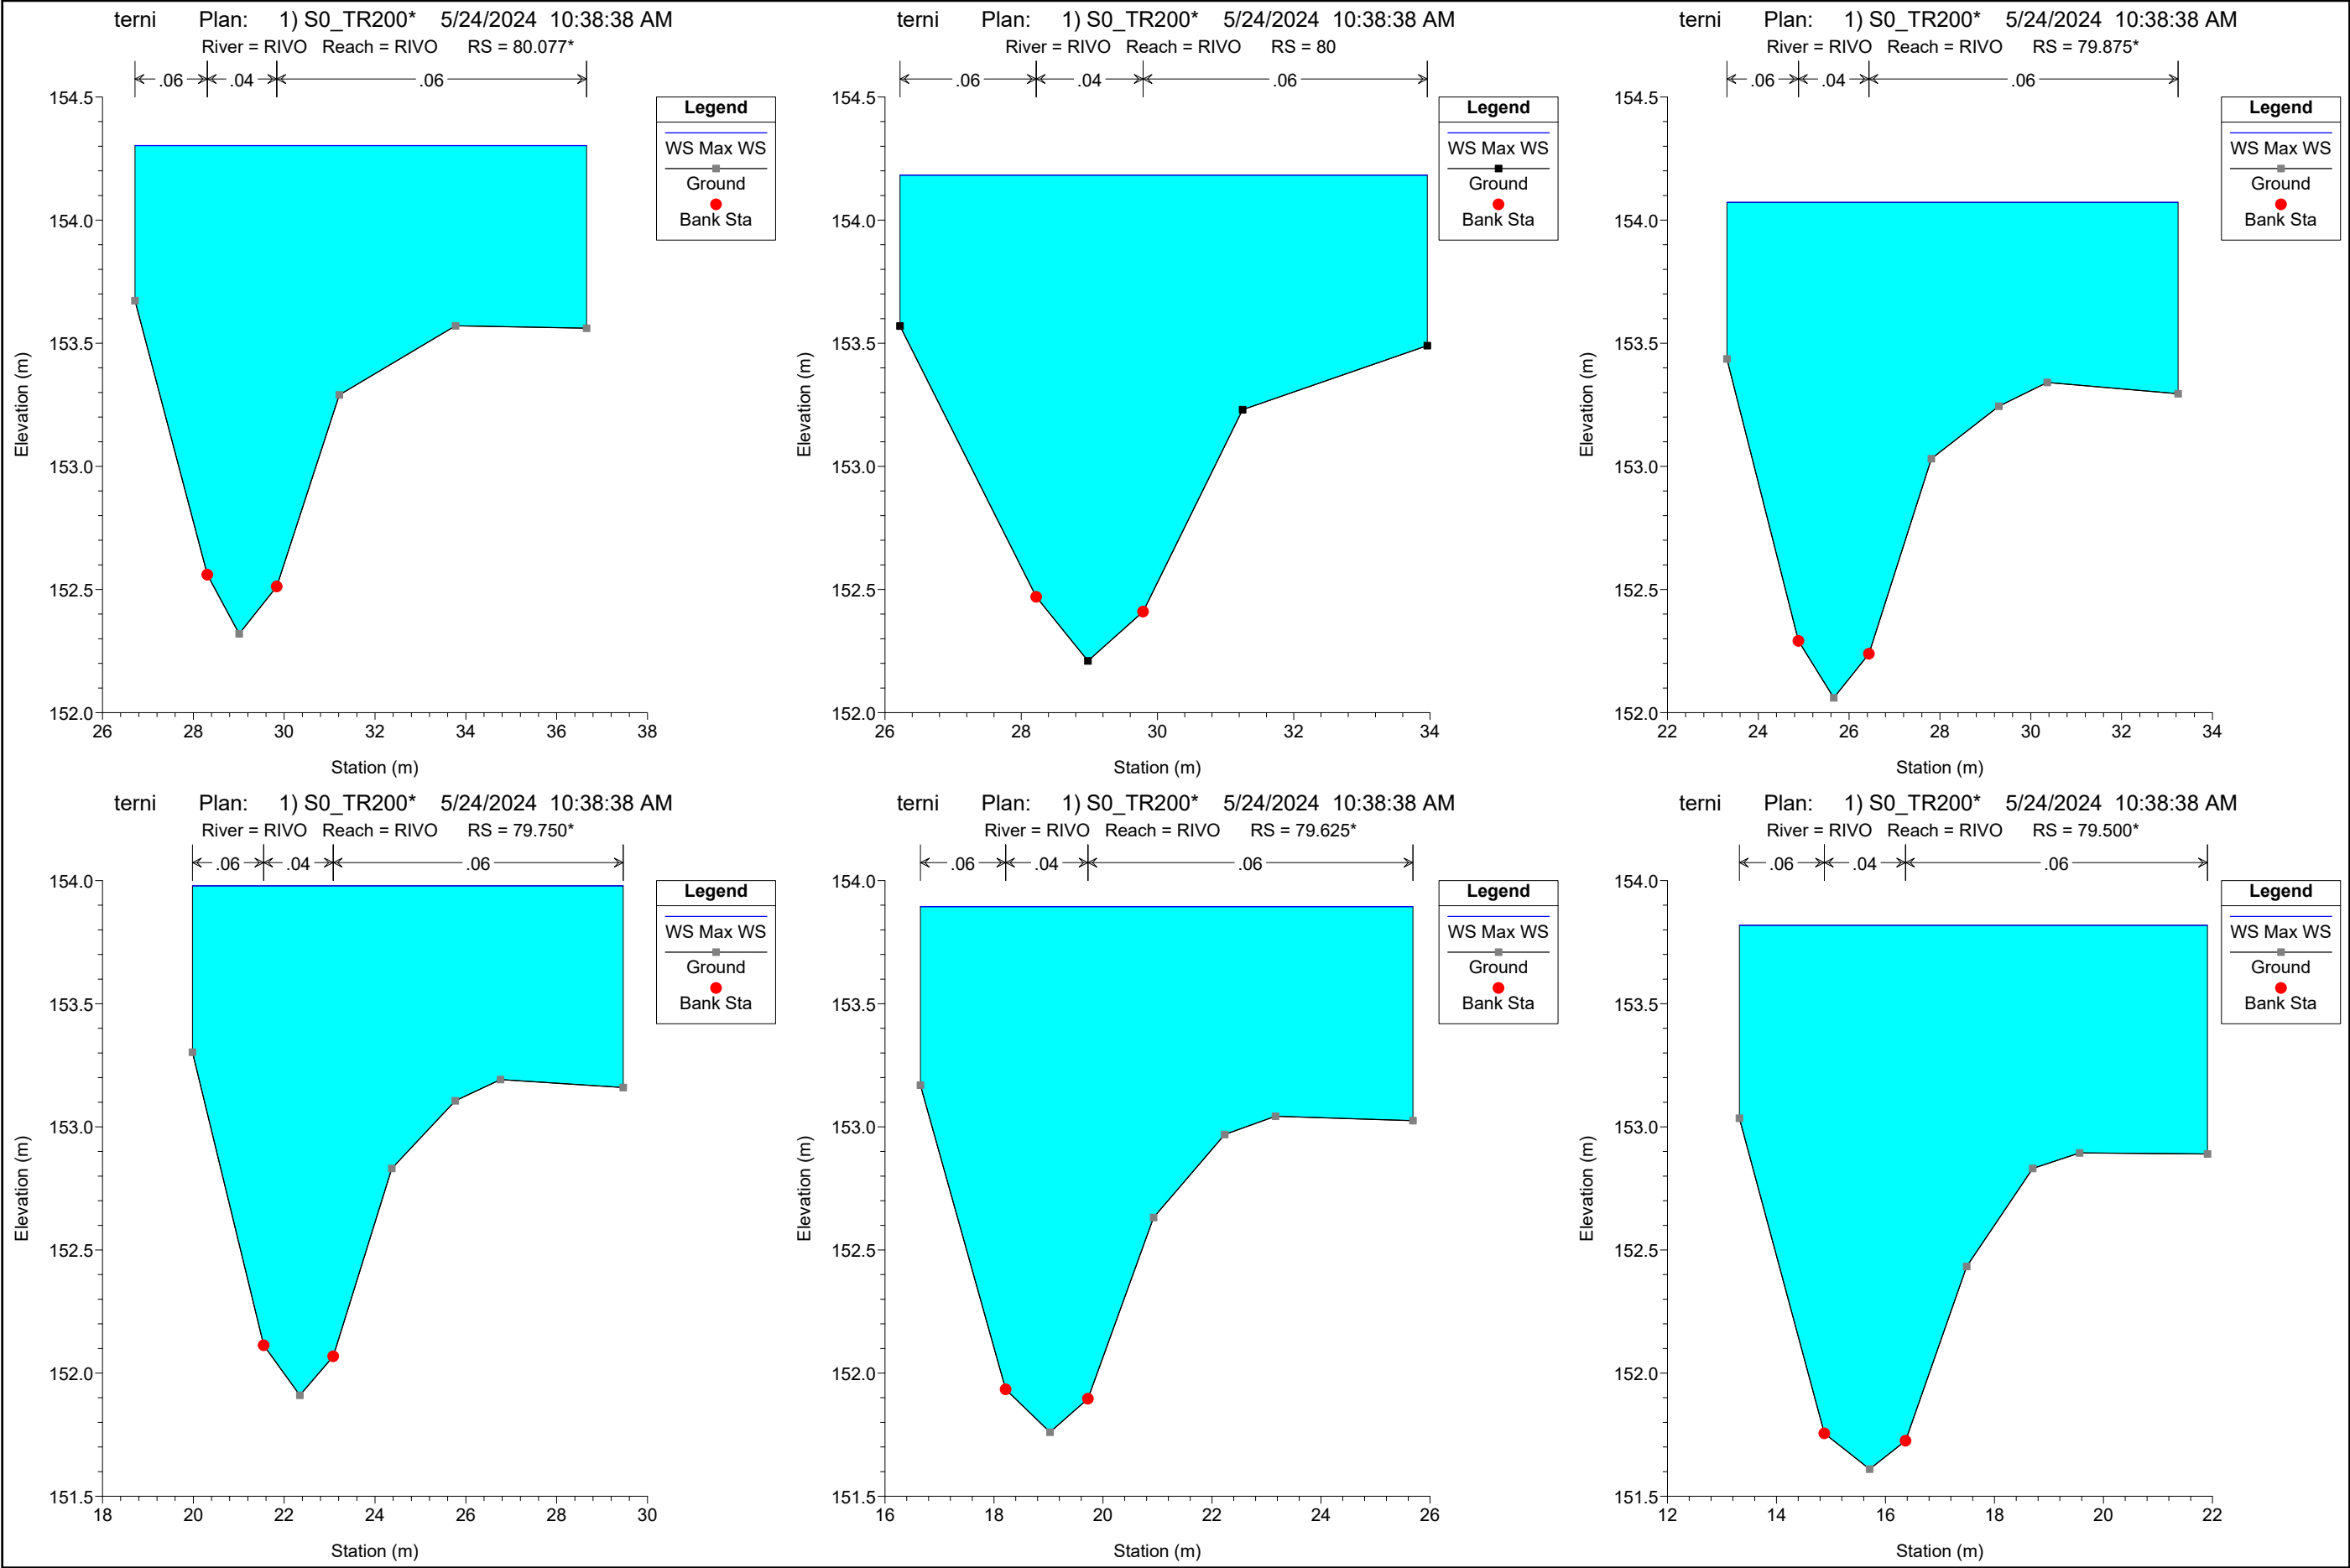 terni Plan: 1) S0_TR200* 5/24/2024 10:38:38 AM
River = RIVO Reach = RIVO RS = 80.077*
.06 .04 .06
Legend
WS Max WS
Ground
Bank Sta
154.5
154.0
153.5
153.0
152.5
152.0
Elevation (m)
26 28 30 32 34 36 38
Station (m)
terni Plan: 1) S0_TR200* 5/24/2024 10:38:38 AM
River = RIVO Reach = RIVO RS = 80
.06 .04 .06
Legend
WS Max WS
Ground
Bank Sta
154.5
154.0
153.5
153.0
152.5
152.0
Elevation (m)
26 28 30 32 34
Station (m)
terni Plan: 1) S0_TR200* 5/24/2024 10:38:38 AM
River = RIVO Reach = RIVO RS = 79.875*
.06 .04 .06
Legend
WS Max WS
Ground
Bank Sta
154.5
154.0
153.5
153.0
152.5
152.0
Elevation (m)
22 24 26 28 30 32 34
Station (m)
terni Plan: 1) S0_TR200* 5/24/2024 10:38:38 AM
River = RIVO Reach = RIVO RS = 79.750*
.06 .04 .06
Legend
WS Max WS
Ground
Bank Sta
154.0
153.5
153.0
152.5
152.0
151.5
Elevation (m)
18 20 22 24 26 28 30
Station (m)
terni Plan: 1) S0_TR200* 5/24/2024 10:38:38 AM
River = RIVO Reach = RIVO RS = 79.625*
.06 .04 .06
Legend
WS Max WS
Ground
Bank Sta
154.0
153.5
153.0
152.5
152.0
151.5
Elevation (m)
16 18 20 22 24 26
Station (m)
terni Plan: 1) S0_TR200* 5/24/2024 10:38:38 AM
River = RIVO Reach = RIVO RS = 79.500*
.06 .04 .06
Legend
WS Max WS
Ground
Bank Sta
154.0
153.5
153.0
152.5
152.0
151.5
Elevation (m)
12 14 16 18 20 22
Station (m)